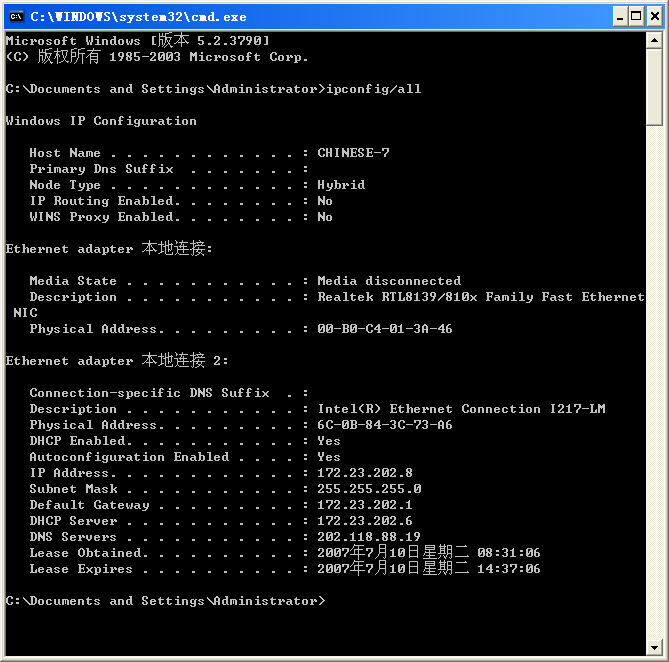 C:\WINDOWS\system32\cmd.exe
Microsoft Windows [版本 5.2.3790]
(C) 版权所有 1985-2003 Microsoft Corp.
C:\Documents and Settings\Administrator>ipconfig/all
Windows IP Configuration
Host Name . . . . . . . . . . . . : CHINESE-7
Primary Dns Suffix  . . . . . . . :
Node Type . . . . . . . . . . . . : Hybrid
IP Routing Enabled. . . . . . . . : No
WINS Proxy Enabled. . . . . . . . : No
Ethernet adapter 本地连接:
Media State . . . . . . . . . . . : Media disconnected
Description . . . . . . . . . . . : Realtek RTL8139/810x Family Fast Ethernet
NIC
Physical Address. . . . . . . . . : 00-B0-C4-01-3A-46
Ethernet adapter 本地连接 2:
Connection-specific DNS Suffix  . :
Description . . . . . . . . . . . : Intel(R) Ethernet Connection I217-LM
Physical Address. . . . . . . . . : 6C-0B-84-3C-73-A6
DHCP Enabled. . . . . . . . . . . : Yes
Autoconfiguration Enabled . . . . : Yes
IP Address. . . . . . . . . . . . : 172.23.202.8
Subnet Mask . . . . . . . . . . . : 255.255.255.0
Default Gateway . . . . . . . . . : 172.23.202.1
DHCP Server . . . . . . . . . . . : 172.23.202.6
DNS Servers . . . . . . . . . . . : 202.118.88.19
Lease Obtained. . . . . . . . . . : 2007年7月10日星期二 08:31:06
Lease Expires . . . . . . . . . . : 2007年7月10日星期二 14:37:06
C:\Documents and Settings\Administrator>